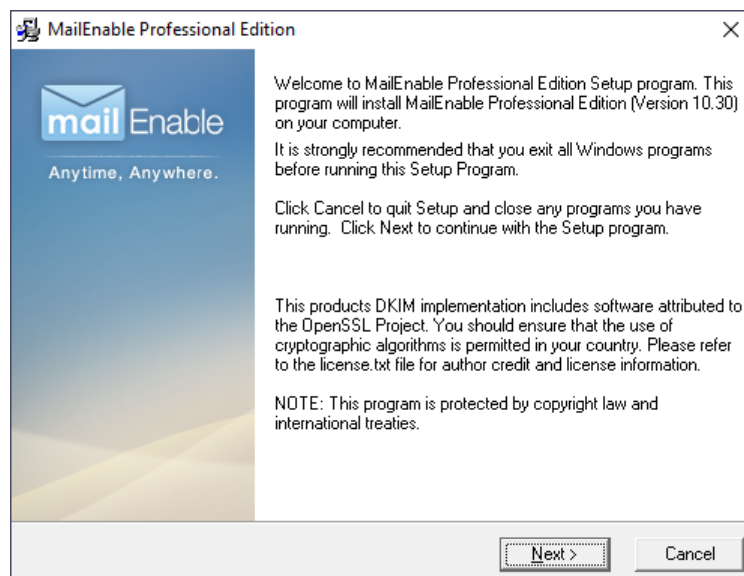 MailEnable Professional Edition
mail Enable
Anytime, Anywhere.
Welcome to MailEnable Professional Edition Setup program. This
program will install MailEnable Professional Edition (Version 10.30)
on your computer.
It is strongly recommended that you exit all Windows programs
before running this Setup Program.
Click Cancel to quit Setup and close any programs you have
running.  Click Next to continue with the Setup program.
This products DKIM implementation includes software attributed to
the OpenSSL Project. You should ensure that the use of
cryptographic algorithms is permitted in your country. Please refer
to the license.txt file for author credit and license information.
NOTE: This program is protected by copyright law and
international treaties.
Next >
Cancel